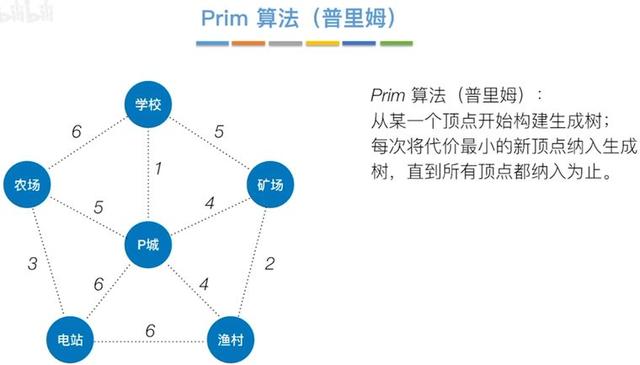 bilibili
Prim 算法（普里姆）
学校
6
5
1
农场
矿场
5
4
P城
3
6
4
2
电站
6
渔村
Prim 算法（普里姆）：
从某一个顶点开始构建生成树；
每次将代价最小的新顶点纳入生成
树，直到所有顶点都纳入为止。